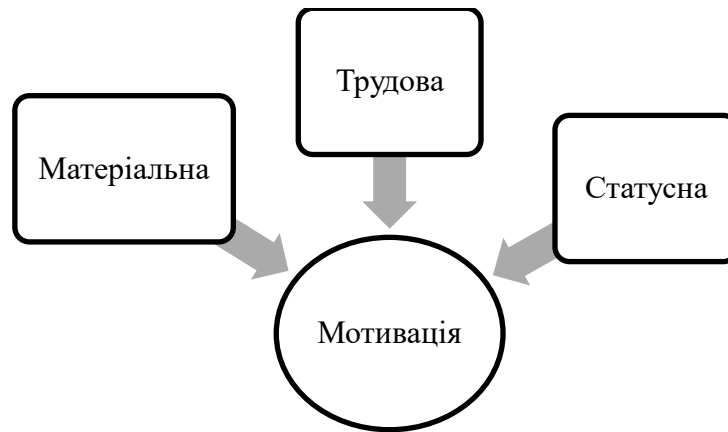 Трудова
Матеріальна
Статусна
Мотивація